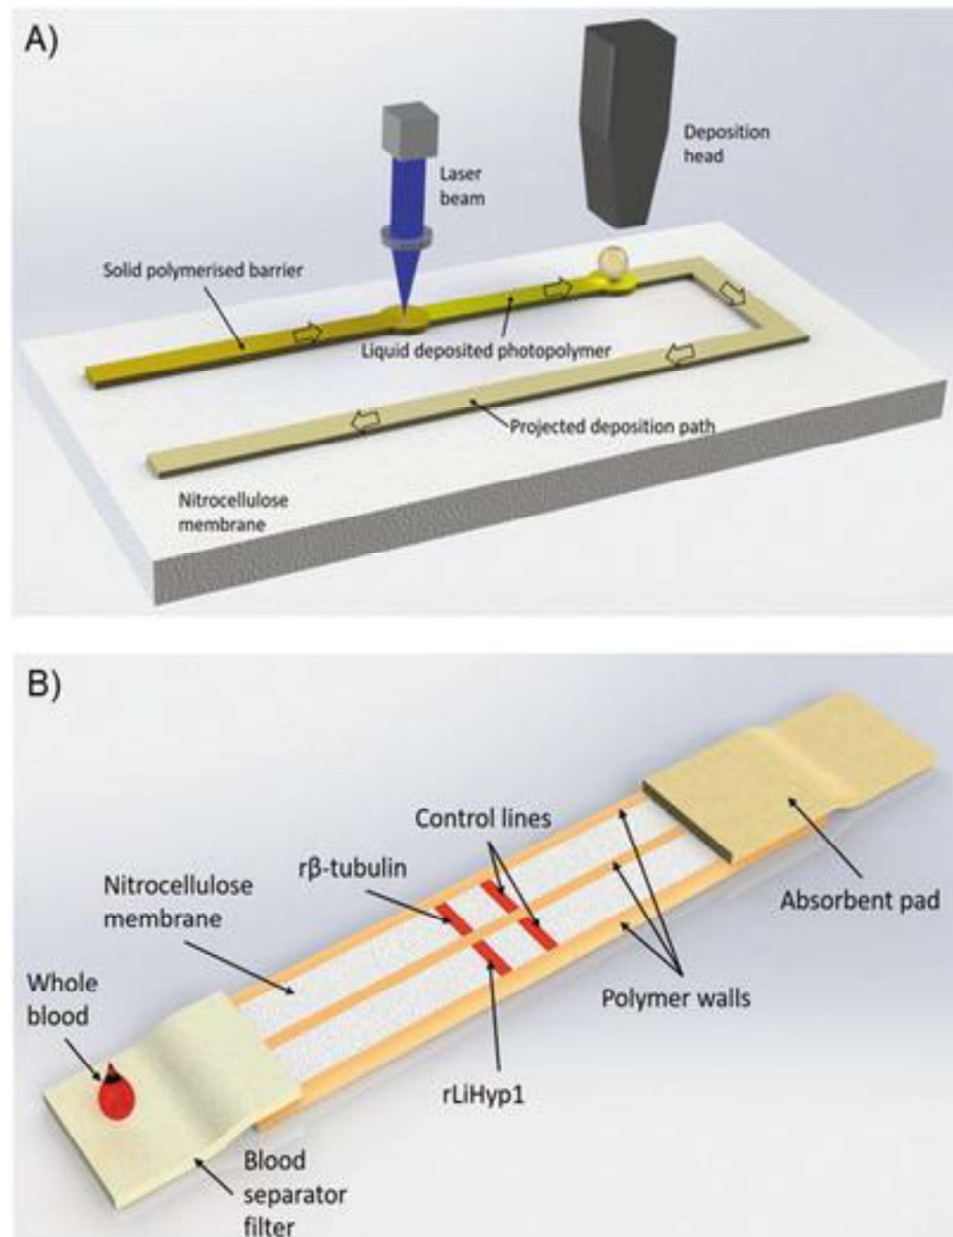 A)
Deposition
head
Laser
beam
Solid polymerised barrier
Liquid deposited photopolymer
Projected deposition path
Nitrocellulose
membrane
B)
Control lines
rβ-tubulin
Nitrocellulose
membrane
Absorbent pad
Whole
blood
Polymer walls
rLiHyp1
Blood
separator
filter